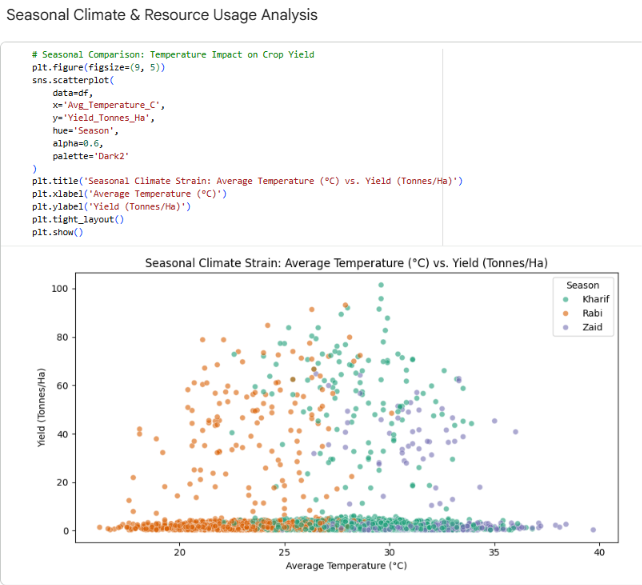 Seasonal Climate & Resource Usage Analysis
# Seasonal Comparison: Temperature Impact on Crop Yield
plt.figure(figsize=(9, 5))
sns.scatterplot(
data=df,
x='Avg_Temperature_C',
y='Yield_Tonnes_Ha',
hue='Season',
alpha=0.6,
palette='Dark2'
)
plt.title('Seasonal Climate Strain: Average Temperature (°C) vs. Yield (Tonnes/Ha)')
plt.xlabel('Average Temperature (°C)')
plt.ylabel('Yield (Tonnes/Ha)')
plt.tight_layout()
plt.show()
Seasonal Climate Strain: Average Temperature (°C) vs. Yield (Tonnes/Ha)
Season
Kharif
Rabi
Zaid
100
80
60
40
20
0
Yield (Tonnes/Ha)
20 25 30 35 40
Average Temperature (°C)